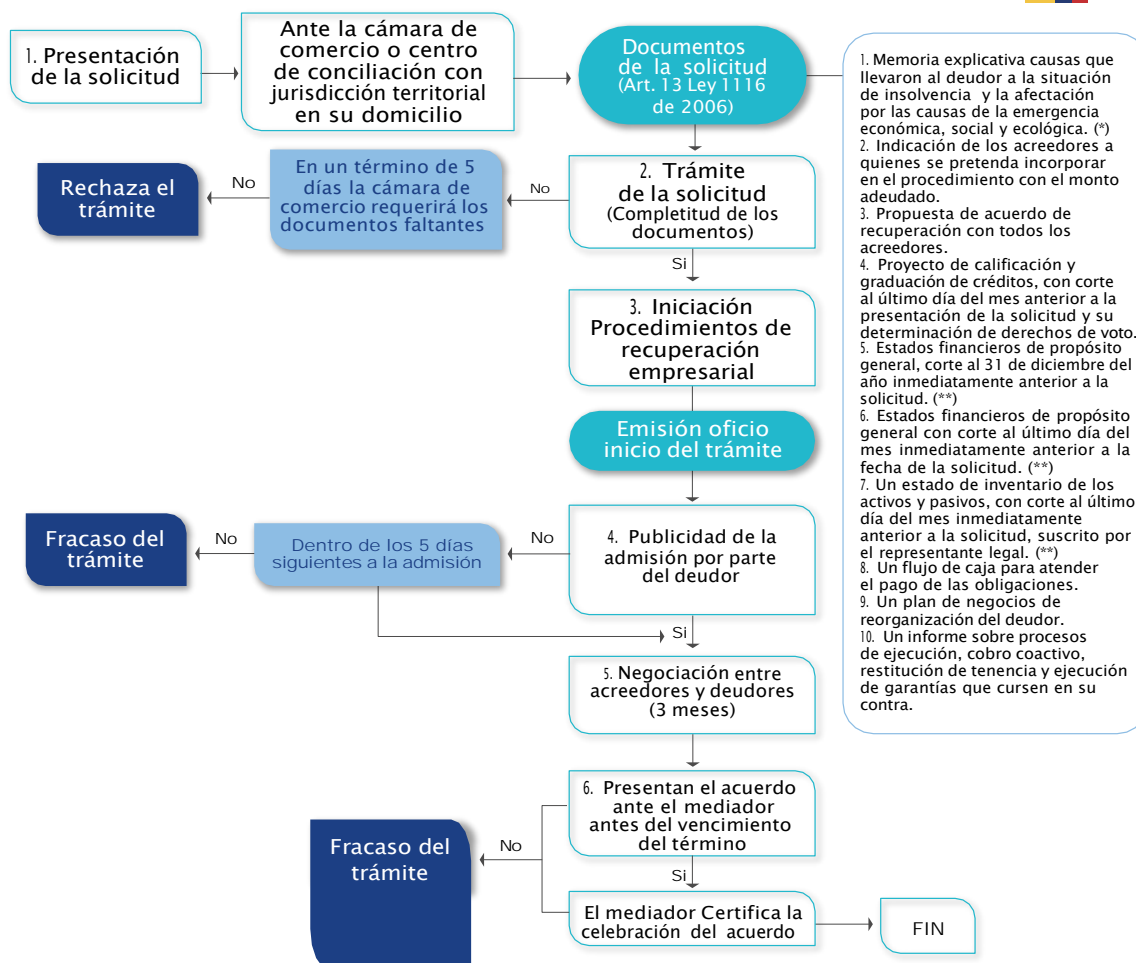 1. Presentación
de la solicitud
Ante la cámara de
comercio o centro
de conciliación con
jurisdicción territorial
en su domicilio
Documentos
de la solicitud
(Art. 13 Ley 1116
de 2006)
1. Memoria explicativa causas que
llevaron al deudor a la situación
de insolvencia y la afectación
por las causas de la emergencia
económica, social y ecológica. (*)
2. Indicación de los acreedores a
quienes se pretenda incorporar
en el procedimiento con el monto
adeudado.
3. Propuesta de acuerdo de
recuperación con todos los
acreedores.
4. Proyecto de calificación y
graduación de créditos, con corte
al último día del mes anterior a la
presentación de la solicitud y su
determinación de derechos de voto.
5. Estados financieros de propósito
general, corte al 31 de diciembre del
año inmediatamente anterior a la
solicitud. (**)
6. Estados financieros de propósito
general con corte al último día del
mes inmediatamente anterior a la
fecha de la solicitud. (**)
7. Un estado de inventario de los
activos y pasivos, con corte al último
día del mes inmediatamente
anterior a la solicitud, suscrito por
el representante legal. (**)
8. Un flujo de caja para atender
el pago de las obligaciones.
9. Un plan de negocios de
reorganización del deudor.
10. Un informe sobre procesos
de ejecución, cobro coactivo,
restitución de tenencia y ejecución
de garantías que cursen en su
contra.
2. Trámite
de la solicitud
(Completitud de los
documentos)
No
En un término de 5
días la cámara de
comercio requerirá los
documentos faltantes
No
Rechaza el
trámite
Si
3. Iniciación
Procedimientos de
recuperación
empresarial
Emisión oficio
inicio del trámite
4. Publicidad de la
admisión por parte
del deudor
No
Dentro de los 5 días
siguientes a la admisión
No
Fracaso del
trámite
Si
5. Negociación entre
acreedores y deudores
(3 meses)
6. Presentan el acuerdo
ante el mediador
antes del vencimiento
del término
No
Fracaso del
trámite
Si
El mediador Certifica la
celebración del acuerdo
FIN